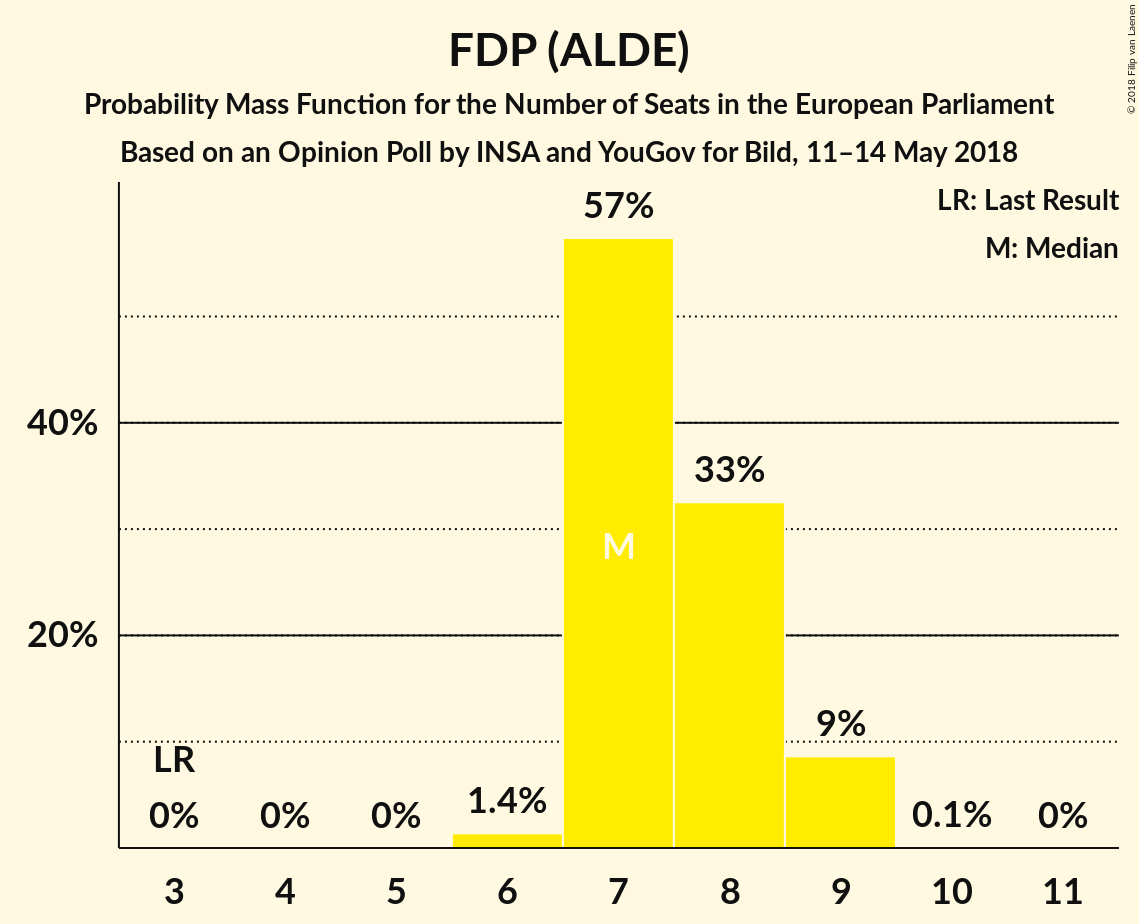 FDP (ALDE)
Probability Mass Function for the Number of Seats in the European Parliament
Based on an Opinion Poll by INSA and YouGov for Bild, 11–14 May 2018
© 2018 Filip van Laenen
LR: Last Result
M: Median
57%
40%
33%
M
20%
9%
LR
1.4%
0% 0% 0% 0.1% 0%
3 4 5 6 7 8 9 10 11